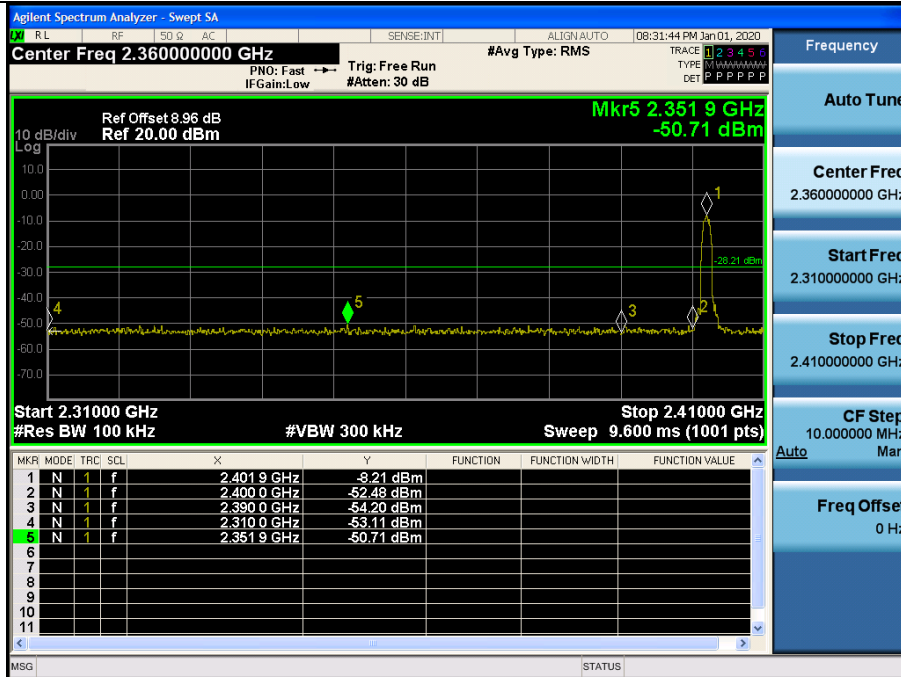 Agilent Spectrum Analyzer - Swept SA
LXI RL RF 50 Ω AC SENSE:INT ALIGN AUTO 08:31:44 PM Jan 01, 2020
Center Freq 2.360000000 GHz
PNO: Fast
IFGain:Low
Trig: Free Run
#Atten: 30 dB
#Avg Type: RMS
TRACE 1 2 3 4 5 6
TYPE M WWWWW
DET P P P P P P
Frequency
Mkr5 2.351 9 GHz
-50.71 dBm
Ref Offset 8.96 dB
10 dB/div Ref 20.00 dBm
Log
10.0
0.00
-10.0
-20.0
-30.0
-40.0
-50.0
-60.0
-70.0
1
-28.21 dBm
4
5
3
2
Start 2.31000 GHz Stop 2.41000 GHz
#Res BW 100 kHz #VBW 300 kHz Sweep 9.600 ms (1001 pts)
MKR MODE TRC SCL X Y FUNCTION FUNCTION WIDTH FUNCTION VALUE
1 N 1 f 2.401 9 GHz -8.21 dBm
2 N 1 f 2.400 0 GHz -52.48 dBm
3 N 1 f 2.390 0 GHz -54.20 dBm
4 N 1 f 2.310 0 GHz -53.11 dBm
5 N 1 f 2.351 9 GHz -50.71 dBm
6
7
8
9
10
11
MSG STATUS
Auto Tune
Center Freq
2.360000000 GHz
Start Freq
2.310000000 GHz
Stop Freq
2.410000000 GHz
CF Step
10.000000 MHz
Auto Man
Freq Offset
0 Hz